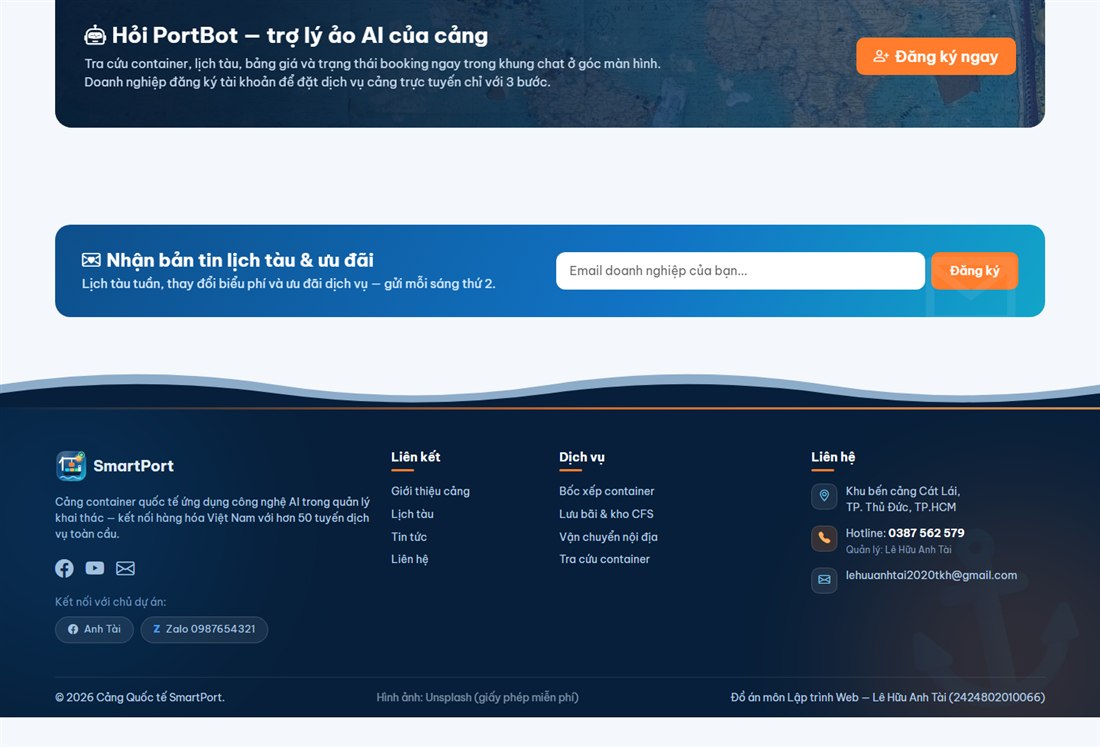 Hỏi PortBot — trợ lý ảo AI của cảng
Tra cứu container, lịch tàu, bảng giá và trạng thái booking ngay trong khung chat ở góc màn hình.
Doanh nghiệp đăng ký tài khoản để đặt dịch vụ cảng trực tuyến chỉ với 3 bước.
Đăng ký ngay
Nhận bản tin lịch tàu & ưu đãi
Lịch tàu tuần, thay đổi biểu phí và ưu đãi dịch vụ — gửi mỗi sáng thứ 2.
Email doanh nghiệp của bạn...
Đăng ký
SmartPort
Cảng container quốc tế ứng dụng công nghệ AI trong quản lý
khai thác — kết nối hàng hóa Việt Nam với hơn 50 tuyến dịch
vụ toàn cầu.
Kết nối với chủ dự án:
Anh Tài
Z Zalo 0987654321
Liên kết
Giới thiệu cảng
Lịch tàu
Tin tức
Liên hệ
Dịch vụ
Bốc xếp container
Lưu bãi & kho CFS
Vận chuyển nội địa
Tra cứu container
Liên hệ
Khu bến cảng Cát Lái,
TP. Thủ Đức, TP.HCM
Hotline: 0387 562 579
Quản lý: Lê Hữu Anh Tài
lehuuanhtai2020tkh@gmail.com
© 2026 Cảng Quốc tế SmartPort.
Hình ảnh: Unsplash (giấy phép miễn phí)
Đồ án môn Lập trình Web — Lê Hữu Anh Tài (2424802010066)